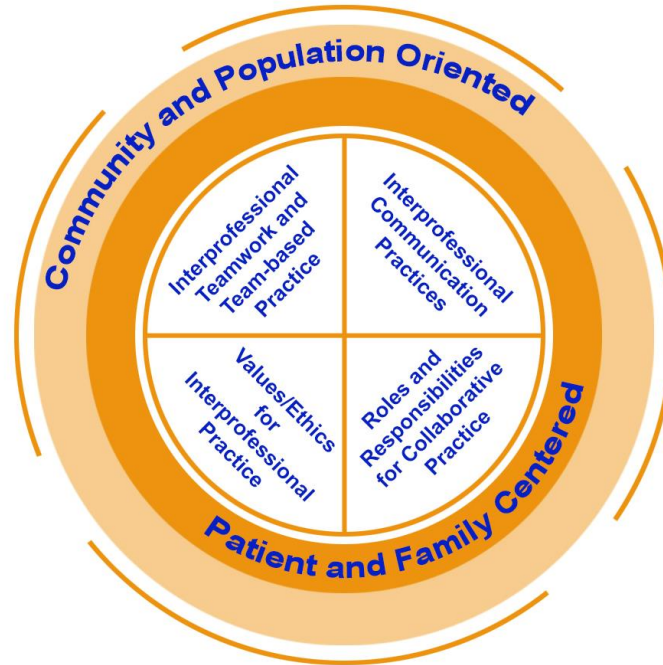 Community and Population Oriented
Interprofessional
Teamwork and
Team-based
Practice
Interprofessional
Communication
Practices
Values/Ethics
for
Interprofessional
Practice
Roles and
Responsibilities
for Collaborative
Practice
Patient and Family Centered